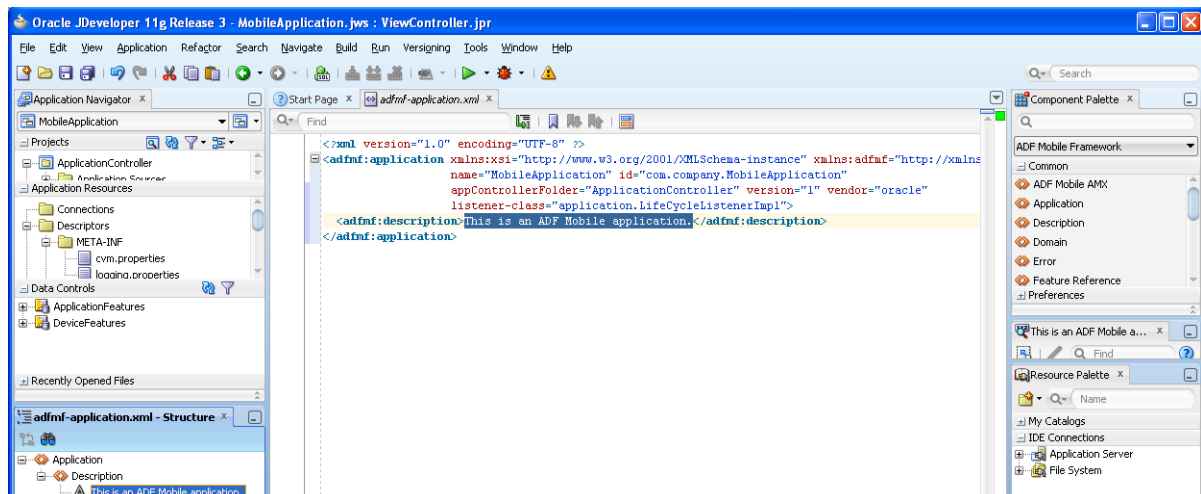 Oracle JDeveloper 11g Release 3 - MobileApplication.jws : ViewController.jpr
File Edit View Application Refactor Search Navigate Build Run Versioning Tools Window Help
Search
Application Navigator
MobileApplication
Projects
ApplicationController
Application Sources
Application Resources
Connections
Descriptors
META-INF
cvm.properties
logging.properties
Data Controls
ApplicationFeatures
DeviceFeatures
Recently Opened Files
adfmf-application.xml - Structure
Application
Description
This is an ADF Mobile application.
Start Page
adfmf-application.xml
Find
<?xml version="1.0" encoding="UTF-8" ?>
<adfmf:application xmlns:xsi="http://www.w3.org/2001/XMLSchema-instance" xmlns:adfmf="http://xmlns
name="MobileApplication" id="com.company.MobileApplication"
appControllerFolder="ApplicationController" version="1" vendor="oracle"
listener-class="application.LifeCycleListenerImpl">
<adfmf:description>This is an ADF Mobile application.</adfmf:description>
</adfmf:application>
Component Palette
ADF Mobile Framework
Common
ADF Mobile AMX
Application
Description
Domain
Error
Feature Reference
Preferences
This is an ADF Mobile a...
Find
Resource Palette
Name
My Catalogs
IDE Connections
Application Server
File System